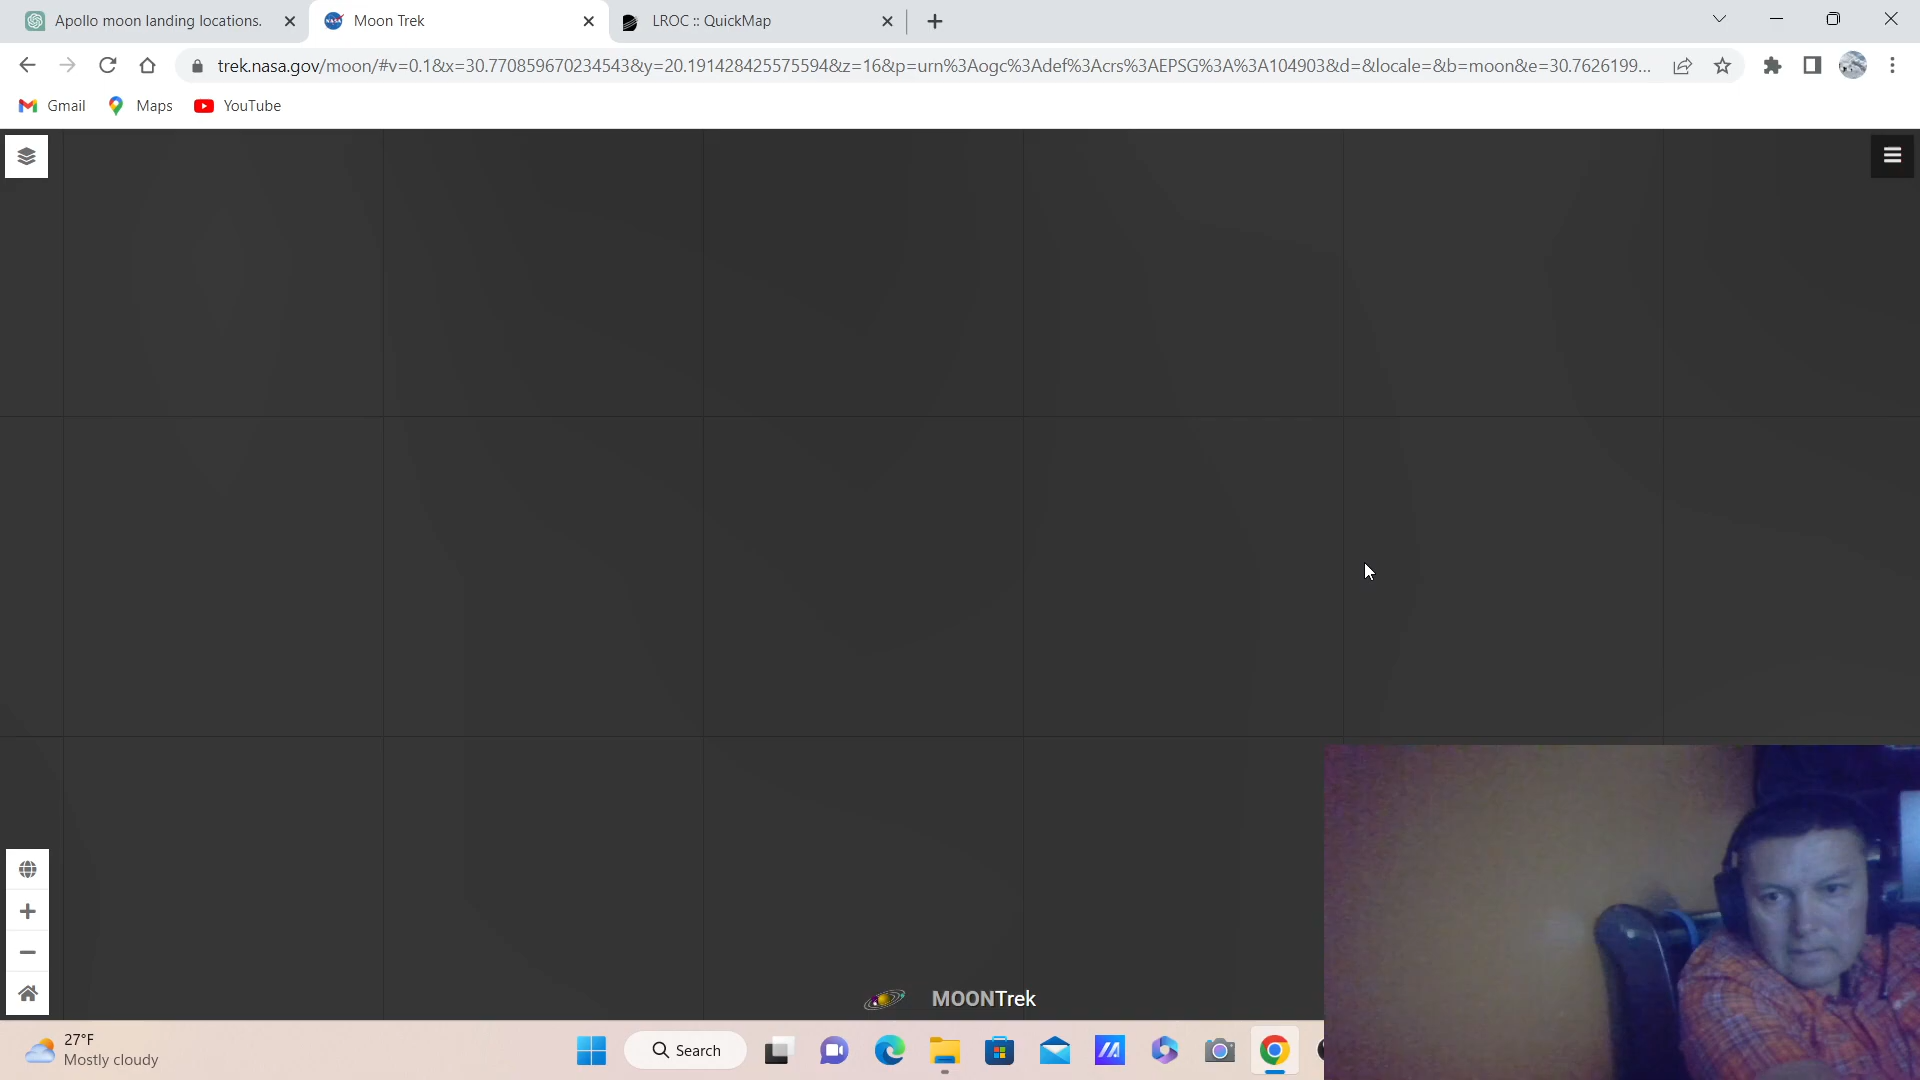 Apollo moon landing locations.
Moon Trek
LROC :: QuickMap
trek.nasa.gov/moon/#v=0.1&x=30.770859670234543&y=20.191428425575594&z=16&p=urn%3Aogc%3Adef%3Acrs%3AEPSG%3A%3A104903&d=&locale=&b=moon&e=30.7626199...
Gmail
Maps
YouTube
MOONTrek
27°F
Mostly cloudy
Search